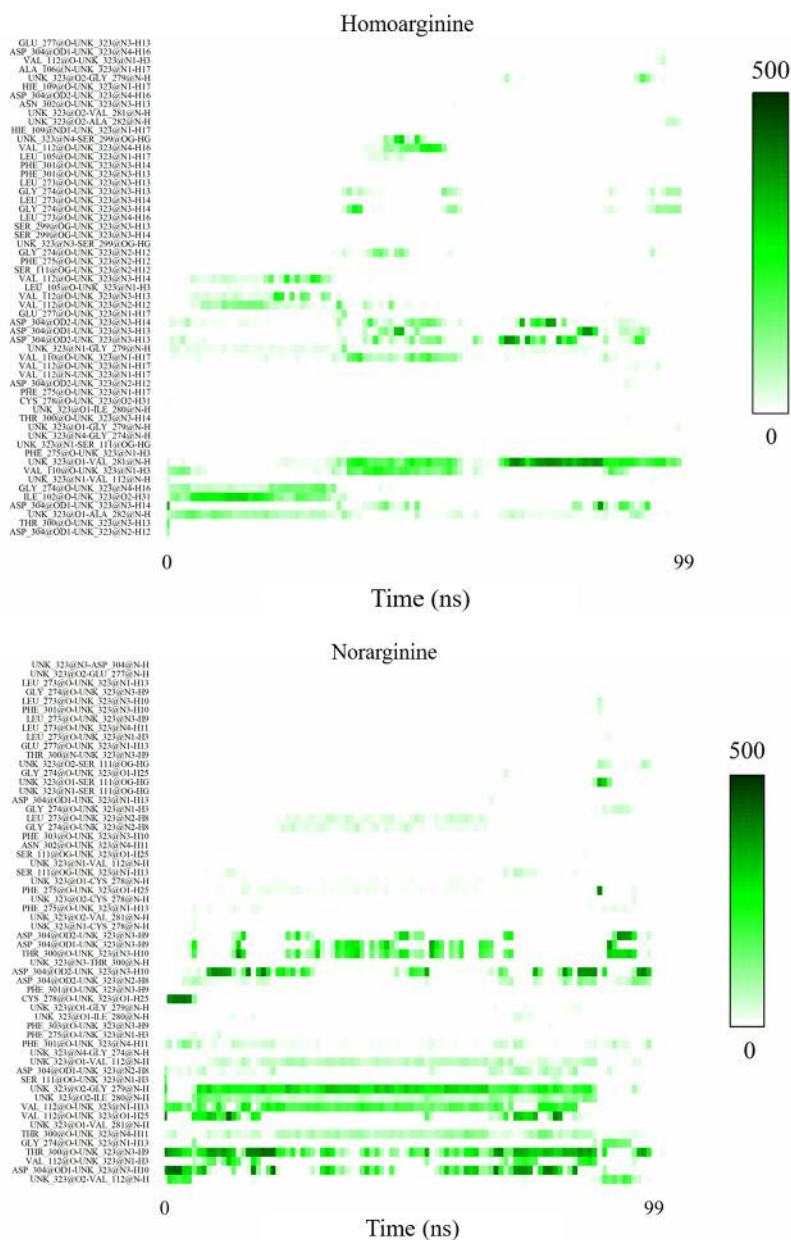 Homoarginine
GLU_277@O-UNK_323@N3-H13
ASP_304@OD1-UNK_323@N4-H16
VAL_112@O-UNK_323@N1-H3
ALA_106@N-UNK_323@N1-H17
UNK_323@O2-GLY_279@N-H
HIE_109@O-UNK_323@N1-H17
ASP_304@OD2-UNK_323@N4-H16
ASN_302@O-UNK_323@N3-H13
UNK_323@O2-VAL_281@N-H
UNK_323@O2-ALA_282@N-H
HIE_109@ND1-UNK_323@N1-H17
UNK_323@N4-SER_299@OG-HG
VAL_112@O-UNK_323@N4-H16
LEU_105@O-UNK_323@N1-H17
PHE_301@O-UNK_323@N3-H14
PHE_301@O-UNK_323@N3-H13
LEU_273@O-UNK_323@N3-H13
GLY_274@O-UNK_323@N3-H13
LEU_273@O-UNK_323@N3-H14
GLY_274@O-UNK_323@N3-H14
LEU_273@O-UNK_323@N4-H16
SER_299@OG-UNK_323@N3-H13
SER_299@OG-UNK_323@N3-H14
UNK_323@N3-SER_299@OG-HG
GLY_274@O-UNK_323@N2-H12
PHE_275@O-UNK_323@N2-H12
SER_111@OG-UNK_323@N2-H12
VAL_112@O-UNK_323@N3-H14
LEU_105@O-UNK_323@N1-H3
VAL_112@O-UNK_323@N3-H13
VAL_112@O-UNK_323@N2-H12
GLU_277@O-UNK_323@N1-H17
ASP_304@OD2-UNK_323@N3-H14
ASP_304@OD1-UNK_323@N3-H13
ASP_304@OD2-UNK_323@N3-H13
UNK_323@N1-GLY_279@N-H
VAL_110@O-UNK_323@N1-H17
VAL_112@O-UNK_323@N1-H17
VAL_112@N-UNK_323@N1-H17
ASP_304@OD2-UNK_323@N2-H12
PHE_275@O-UNK_323@N1-H17
CYS_278@O-UNK_323@O2-H31
UNK_323@O1-ILE_280@N-H
THR_300@O-UNK_323@N3-H14
UNK_323@O1-GLY_279@N-H
UNK_323@N4-GLY_274@N-H
UNK_323@N1-SER_111@OG-HG
PHE_275@O-UNK_323@N1-H3
UNK_323@O1-VAL_281@N-H
VAL_110@O-UNK_323@N1-H3
UNK_323@N1-VAL_112@N-H
GLY_274@O-UNK_323@N4-H16
ILE_102@O-UNK_323@O2-H31
ASP_304@OD1-UNK_323@N3-H14
UNK_323@O1-ALA_282@N-H
THR_300@O-UNK_323@N3-H13
ASP_304@OD1-UNK_323@N2-H12
500
0
0
99
Time (ns)
Norarginine
UNK_323@N3-ASP_304@N-H
UNK_323@O2-GLU_277@N-H
LEU_273@O-UNK_323@N1-H13
GLY_274@O-UNK_323@N3-H9
LEU_273@O-UNK_323@N3-H10
PHE_301@O-UNK_323@N3-H10
LEU_273@O-UNK_323@N3-H9
LEU_273@O-UNK_323@N4-H11
LEU_273@O-UNK_323@N1-H3
GLU_277@O-UNK_323@N1-H13
THR_300@N-UNK_323@N3-H9
UNK_323@O2-SER_111@OG-HG
GLY_274@O-UNK_323@O1-H25
UNK_323@O1-SER_111@OG-HG
UNK_323@N1-SER_111@OG-HG
ASP_304@OD1-UNK_323@N1-H13
GLY_274@O-UNK_323@N1-H3
LEU_273@O-UNK_323@N2-H8
GLY_274@O-UNK_323@N2-H8
PHE_303@O-UNK_323@N3-H10
ASN_302@O-UNK_323@N4-H11
SER_111@OG-UNK_323@O1-H25
UNK_323@N1-VAL_112@N-H
SER_111@OG-UNK_323@N1-H13
UNK_323@O1-CYS_278@N-H
PHE_275@O-UNK_323@O1-H25
UNK_323@O2-CYS_278@N-H
PHE_275@O-UNK_323@N1-H13
UNK_323@O2-VAL_281@N-H
UNK_323@N1-CYS_278@N-H
ASP_304@OD2-UNK_323@N3-H9
ASP_304@OD1-UNK_323@N3-H9
THR_300@O-UNK_323@N3-H10
UNK_323@N3-THR_300@N-H
ASP_304@OD2-UNK_323@N3-H10
ASP_304@OD2-UNK_323@N2-H8
PHE_301@O-UNK_323@N3-H9
CYS_278@O-UNK_323@O1-H25
UNK_323@O1-GLY_279@N-H
UNK_323@O1-ILE_280@N-H
PHE_303@O-UNK_323@N3-H9
PHE_275@O-UNK_323@N1-H3
PHE_301@O-UNK_323@N4-H11
UNK_323@N4-GLY_274@N-H
UNK_323@O1-VAL_112@N-H
ASP_304@OD1-UNK_323@N2-H8
SER_111@OG-UNK_323@N1-H3
UNK_323@O2-GLY_279@N-H
UNK_323@O2-ILE_280@N-H
VAL_112@O-UNK_323@N1-H13
VAL_112@O-UNK_323@O1-H25
UNK_323@O1-VAL_281@N-H
THR_300@O-UNK_323@N4-H11
GLY_274@O-UNK_323@N1-H13
THR_300@O-UNK_323@N3-H9
VAL_112@O-UNK_323@N1-H3
ASP_304@OD1-UNK_323@N3-H10
UNK_323@O2-VAL_112@N-H
500
0
0
99
Time (ns)